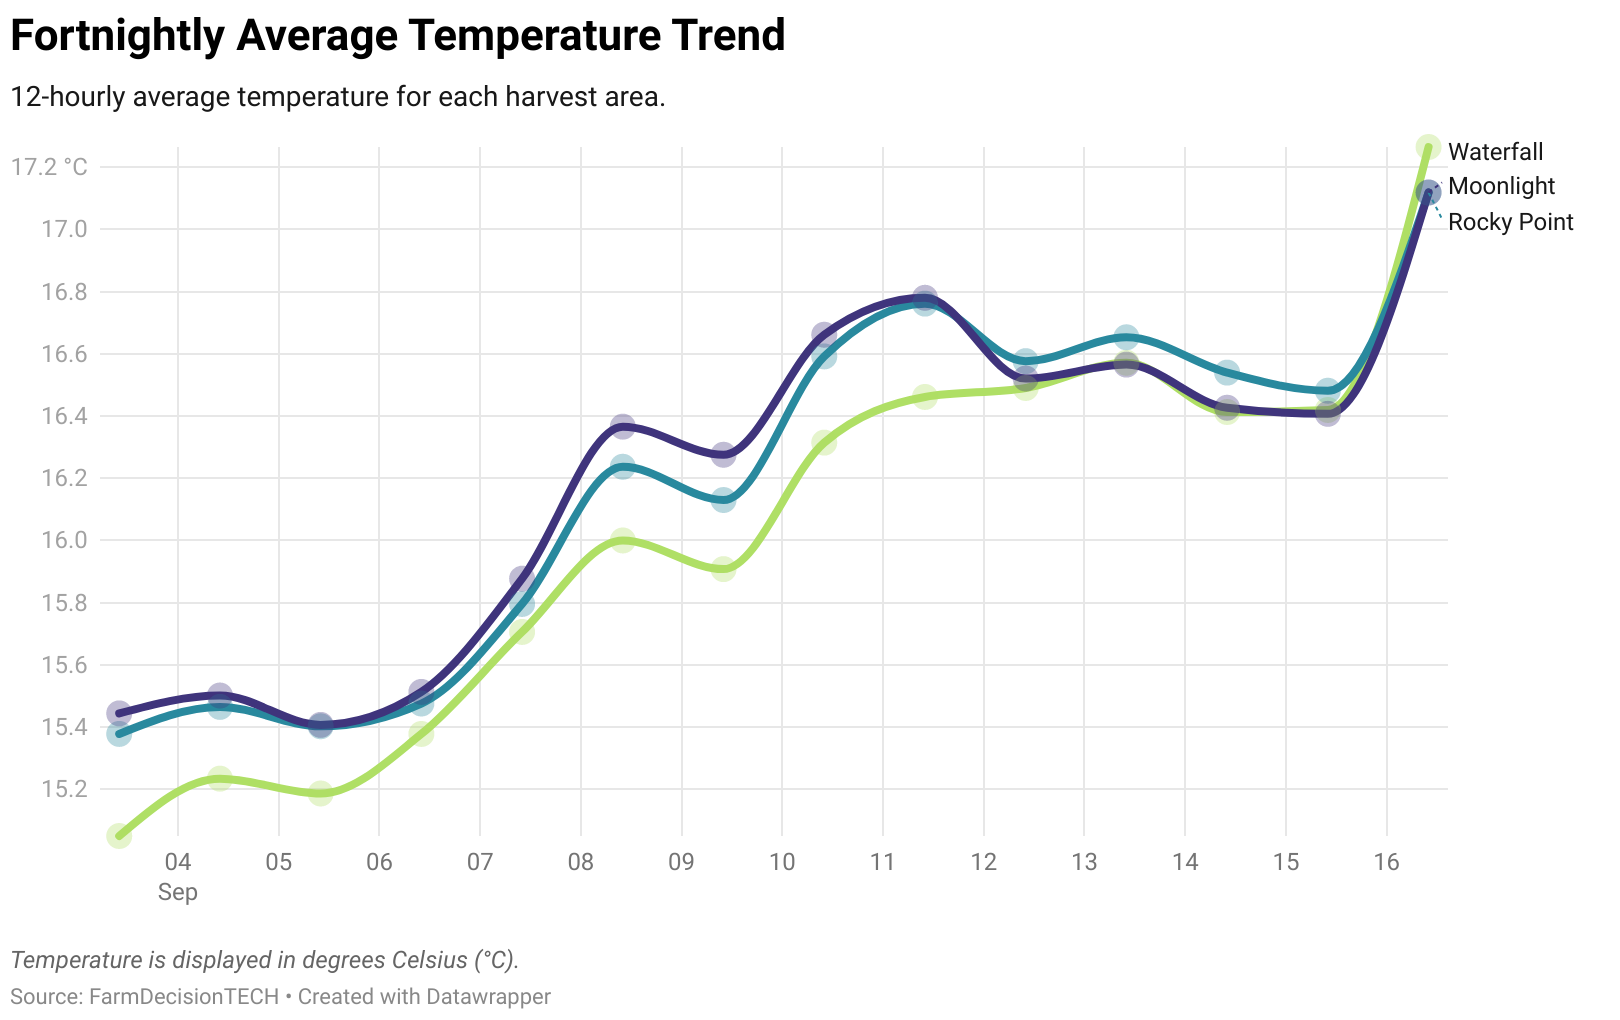 Fortnightly Average Temperature Trend
12-hourly average temperature for each harvest area.
17.2 °C
17.0
16.8
16.6
16.4
16.2
16.0
15.8
15.6
15.4
15.2
Waterfall
Moonlight
Rocky Point
04 05 06 07 08 09 10 11 12 13 14 15 16
Sep
Temperature is displayed in degrees Celsius (°C).
Source: FarmDecisionTECH • Created with Datawrapper